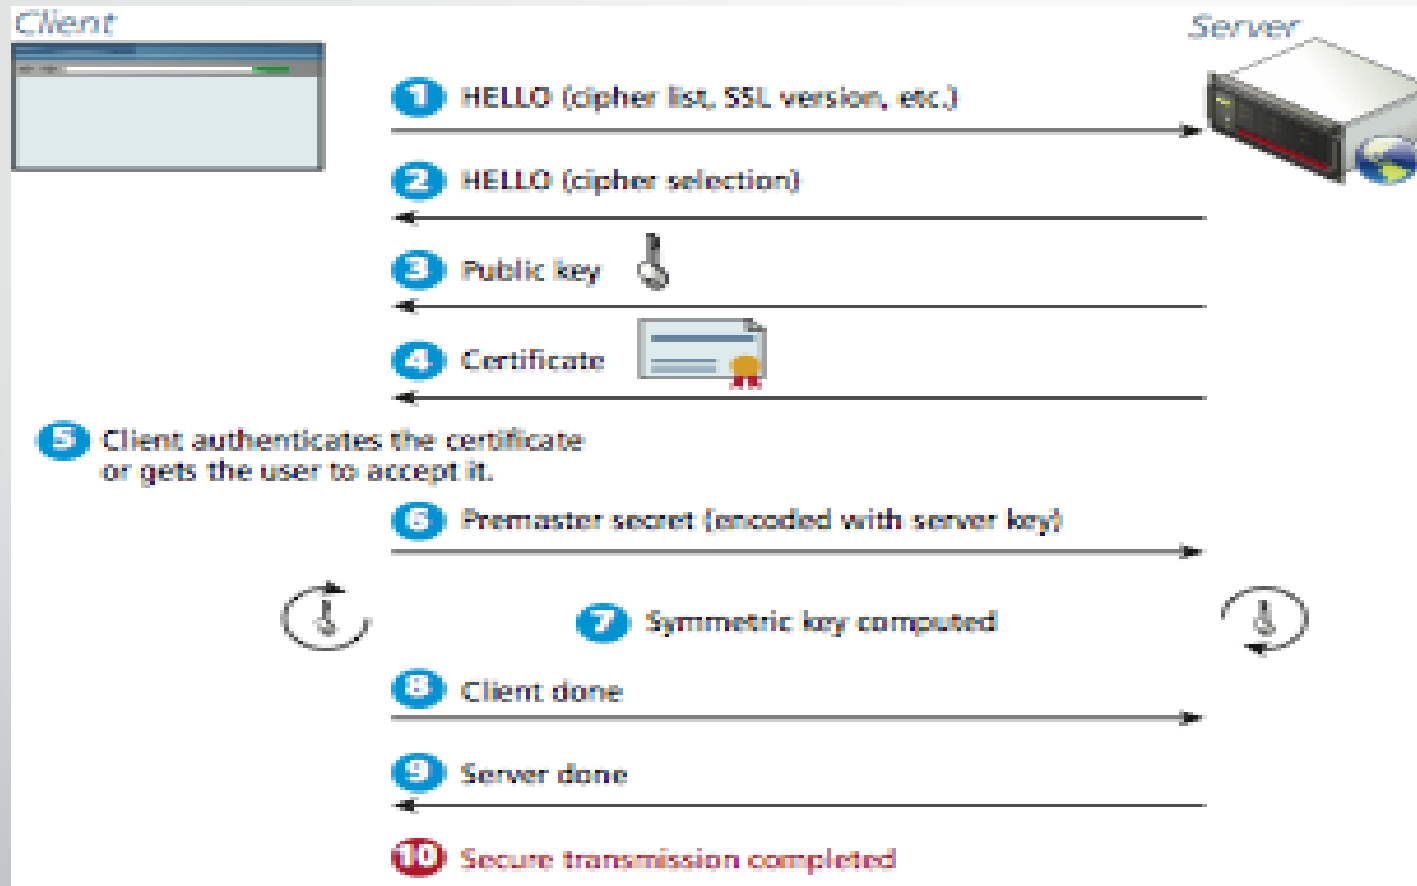 Client
Server
1 HELLO (cipher list, SSL version, etc.)
2 HELLO (cipher selection)
3 Public key
4 Certificate
5 Client authenticates the certificate
or gets the user to accept it.
6 Premaster secret (encoded with server key)
7 Symmetric key computed
8 Client done
9 Server done
10 Secure transmission completed